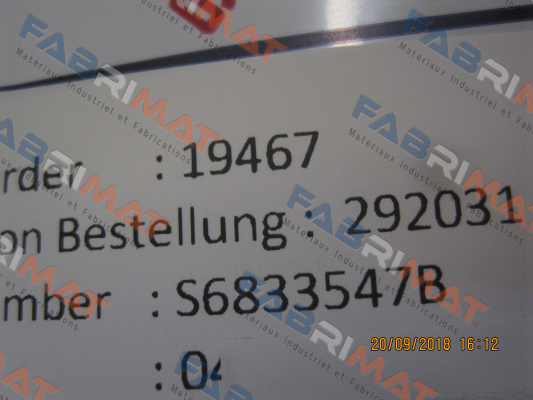 rder : 19467
on Bestellung : 292031
mber : S6833547B
: 04
20/09/2018 16:12
FABRIMAT
Materiaux Industriel et Fabrications